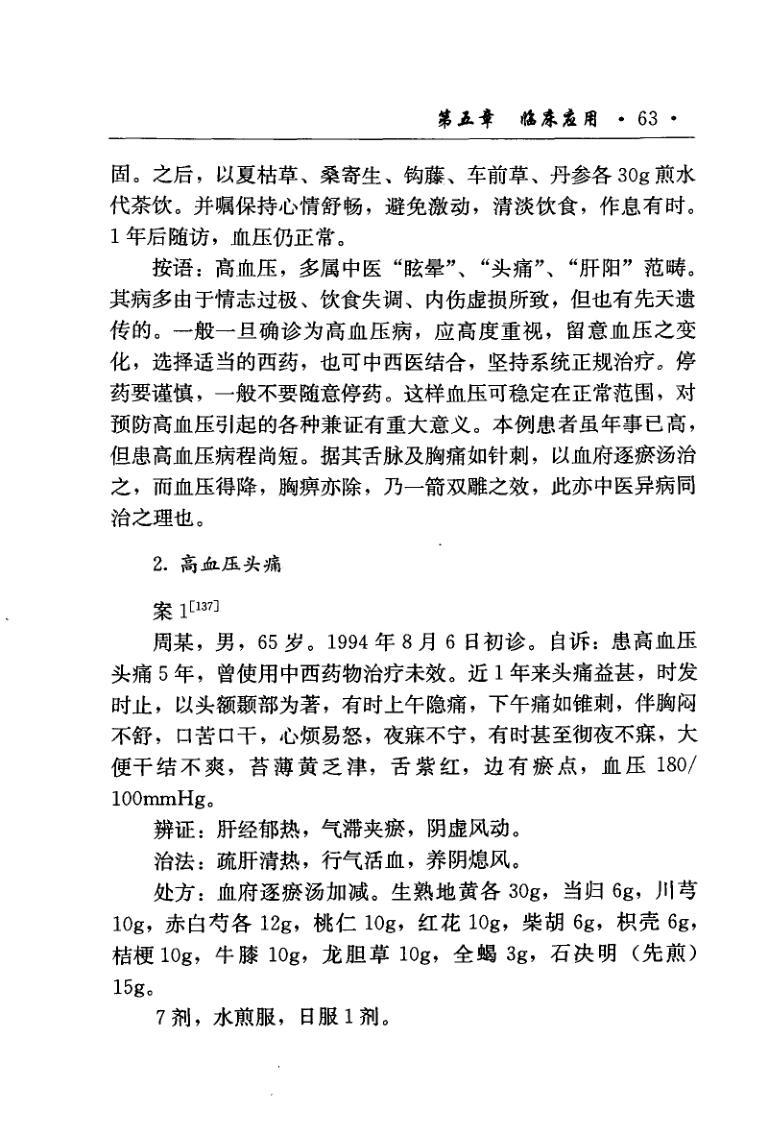 第五章 临床应用 · 63 ·
固。之后，以夏枯草、桑寄生、钩藤、车前草、丹参各 30g 煎水
代茶饮。并嘱保持心情舒畅，避免激动，清淡饮食，作息有时。
1 年后随访，血压仍正常。
按语：高血压，多属中医“眩晕”、“头痛”、“肝阳”范畴。
其病多由于情志过极、饮食失调、内伤虚损所致，但也有先天遗
传的。一般一旦确诊为高血压病，应高度重视，留意血压之变
化，选择适当的西药，也可中西医结合，坚持系统正规治疗。停
药要谨慎，一般不要随意停药。这样血压可稳定在正常范围，对
预防高血压引起的各种兼证有重大意义。本例患者虽年事已高，
但患高血压病程尚短。据其舌脉及胸痛如针刺，以血府逐瘀汤治
之，而血压得降，胸痹亦除，乃一箭双雕之效，此亦中医异病同
治之理也。
2. 高血压头痛
案 1[137]
周某，男，65 岁。1994 年 8 月 6 日初诊。自诉：患高血压
头痛 5 年，曾使用中西药物治疗未效。近 1 年来头痛益甚，时发
时止，以头额颞部为著，有时上午隐痛，下午痛如锥刺，伴胸闷
不舒，口苦口干，心烦易怒，夜寐不宁，有时甚至彻夜不寐，大
便干结不爽，苔薄黄乏津，舌紫红，边有瘀点，血压 180/
100mmHg。
辨证：肝经郁热，气滞夹瘀，阴虚风动。
治法：疏肝清热，行气活血，养阴熄风。
处方：血府逐瘀汤加减。生熟地黄各 30g，当归 6g，川芎
10g，赤白芍各 12g，桃仁 10g，红花 10g，柴胡 6g，枳壳 6g，
桔梗 10g，牛膝 10g，龙胆草 10g，全蝎 3g，石决明（先煎）
15g。
7 剂，水煎服，日服 1 剂。